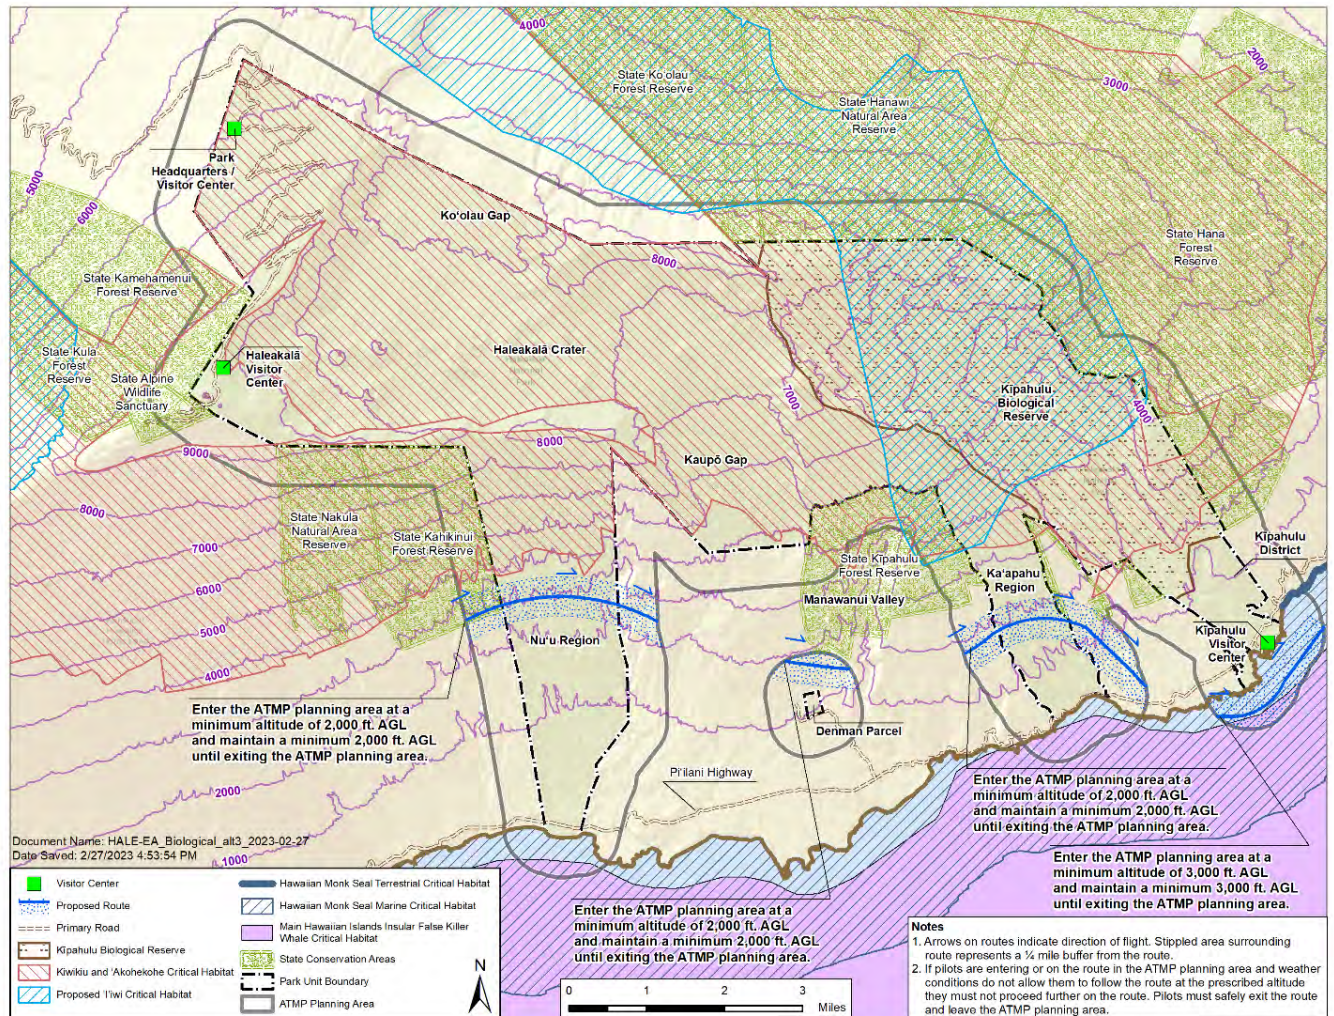 4000
State Ko‘olau
Forest Reserve
2000
3000
State Hanawi
Natural Area
Reserve
Park
Headquarters /
Visitor Center
5000
6000
Ko‘olau Gap
8000
State Hana
Forest
Reserve
State Kamehamenui
Forest Reserve
State Kula
Forest
Reserve
State Alpine
Wildlife
Sanctuary
Haleakalā
Visitor
Center
Haleakalā Crater
7000
Kīpahulu
Biological
Reserve
4000
9000
8000
Kaupō Gap
8000
State Nakula
Natural Area
Reserve
State Kahikinui
Forest Reserve
7000
6000
5000
4000
State Kīpahulu
Forest Reserve
Manawanui Valley
Ka‘apahu
Region
Kīpahulu
District
Kīpahulu
Visitor
Center
Nu‘u Region
Denman Parcel
Pi‘ilani Highway
Enter the ATMP planning area at a
minimum altitude of 2,000 ft. AGL
and maintain a minimum 2,000 ft. AGL
until exiting the ATMP planning area.
2000
1000
Enter the ATMP planning area at a
minimum altitude of 2,000 ft. AGL
and maintain a minimum 2,000 ft. AGL
until exiting the ATMP planning area.
Enter the ATMP planning area at a
minimum altitude of 3,000 ft. AGL
and maintain a minimum 3,000 ft. AGL
until exiting the ATMP planning area.
Enter the ATMP planning area at a
minimum altitude of 2,000 ft. AGL
and maintain a minimum 2,000 ft. AGL
until exiting the ATMP planning area.
Document Name: HALE-EA_Biological_alt3_2023-02-27
Date Saved: 2/27/2023 4:53:54 PM
Visitor Center
Proposed Route
Primary Road
Kīpahulu Biological Reserve
Kiwikiu and ‘Akohekohe Critical Habitat
Proposed ‘I‘iwi Critical Habitat
Hawaiian Monk Seal Terrestrial Critical Habitat
Hawaiian Monk Seal Marine Critical Habitat
Main Hawaiian Islands Insular False Killer
Whale Critical Habitat
State Conservation Areas
Park Unit Boundary
ATMP Planning Area
N
0 1 2 3
Miles
Notes
1. Arrows on routes indicate direction of flight. Stippled area surrounding
route represents a ¼ mile buffer from the route.
2. If pilots are entering or on the route in the ATMP planning area and weather
conditions do not allow them to follow the route at the prescribed altitude
they must not proceed further on the route. Pilots must safely exit the route
and leave the ATMP planning area.